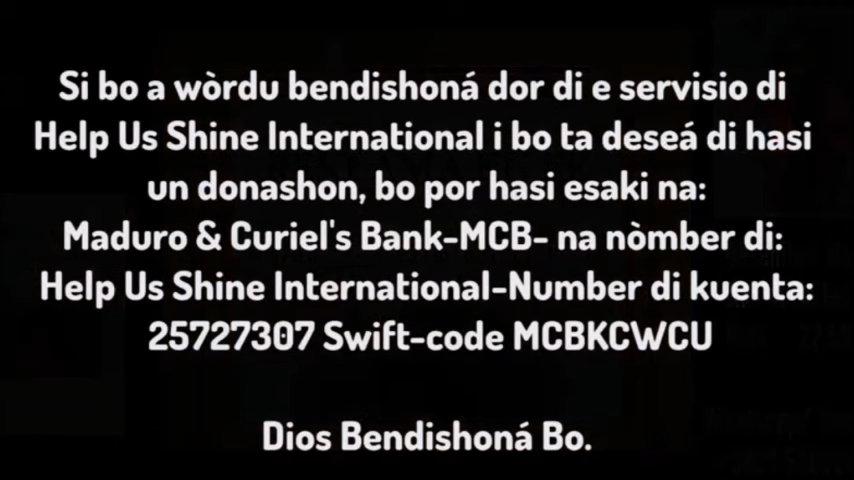 Si bo a wòrdu bendishoná dor di e servisio di
Help Us Shine International i bo ta deseá di hasi
un donashon, bo por hasi esaki na:
Maduro & Curiel's Bank-MCB- na nòmber di:
Help Us Shine International-Number di kuenta:
25727307 Swift-code MCBKCWCU
Dios Bendishoná Bo.